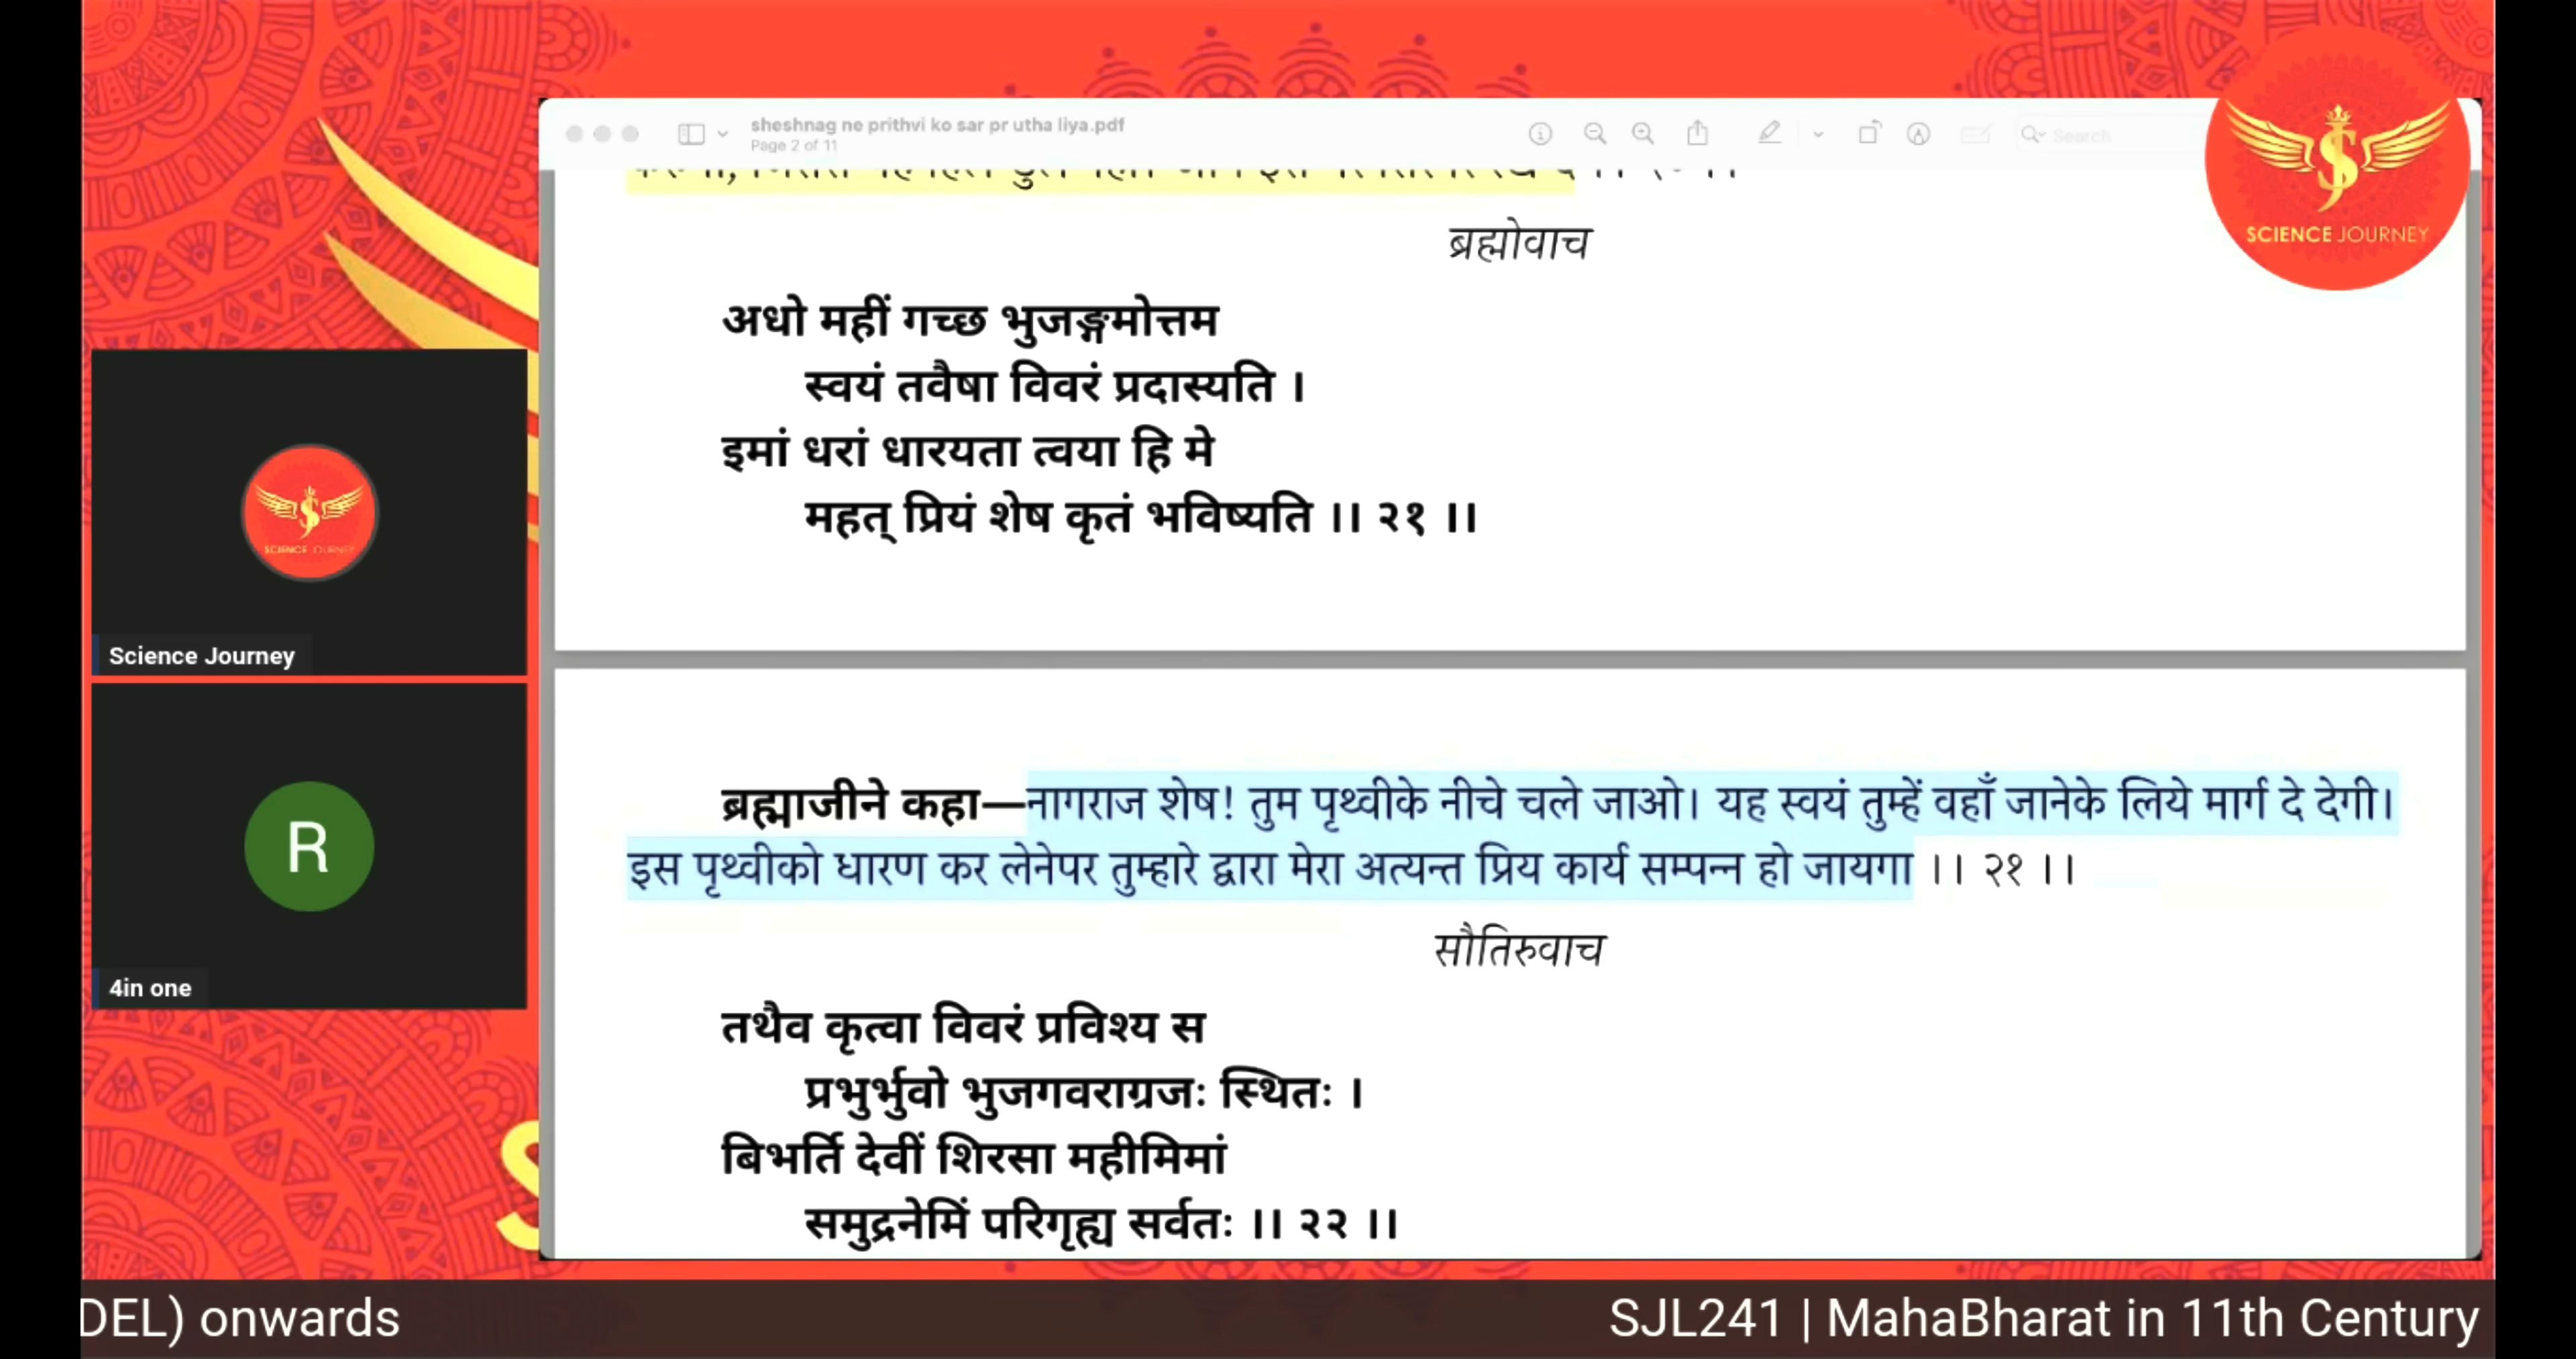 sheshnag ne prithvi ko sar pr utha liya.pdf
Page 2 of 11
Search
SCIENCE JOURNEY
ब्रह्मोवाच
अधो महीं गच्छ भुजङ्गमोत्तम
स्वयं तवैषा विवरं प्रदास्यति ।
इमां धरां धारयता त्वया हि मे
महत् प्रियं शेष कृतं भविष्यति ।। २१ ।।
SCIENCE JOURNEY
Science Journey
R
4in one
ब्रह्माजीने कहा—नागराज शेष! तुम पृथ्वीके नीचे चले जाओ। यह स्वयं तुम्हें वहाँ जानेके लिये मार्ग दे देगी।
इस पृथ्वीको धारण कर लेनेपर तुम्हारे द्वारा मेरा अत्यन्त प्रिय कार्य सम्पन्न हो जायगा ।। २१ ।।
सौतिरुवाच
तथैव कृत्वा विवरं प्रविश्य स
प्रभुर्भुवो भुजगवराग्रजः स्थितः ।
बिभर्ति देवीं शिरसा महीमिमां
समुद्रनेमिं परिगृह्य सर्वतः ।। २२ ।।
DEL) onwards
SJL241 | MahaBharat in 11th Century